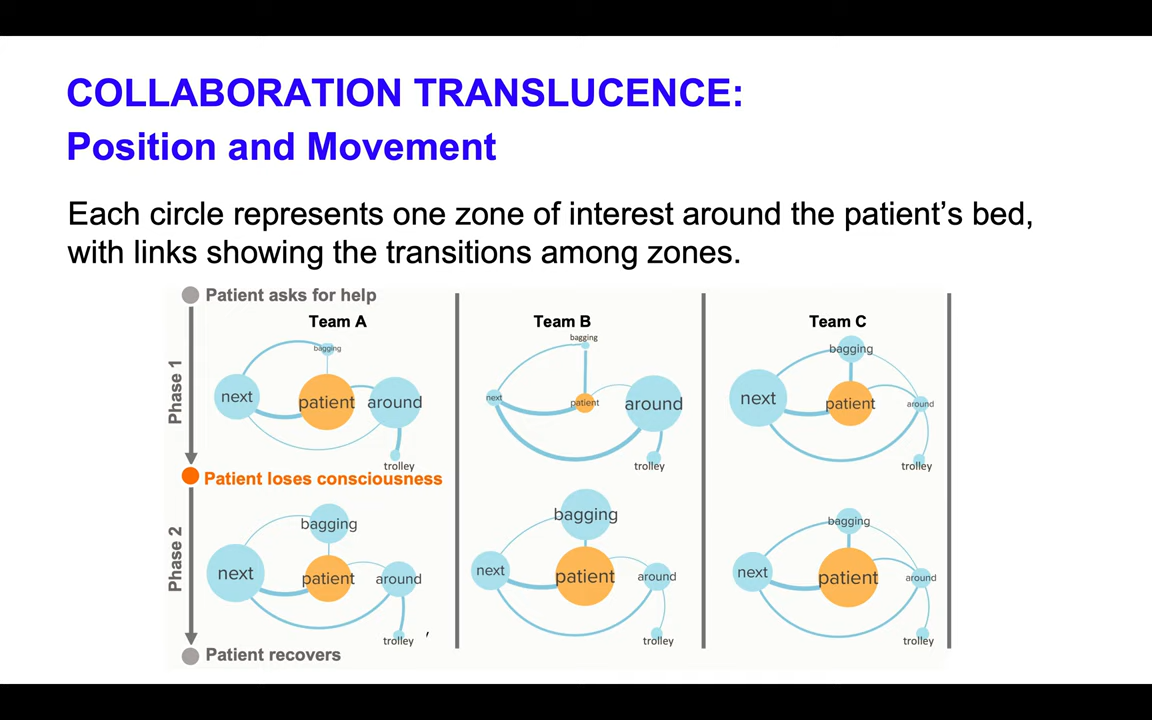 COLLABORATION TRANSLUCENCE:
Position and Movement
Each circle represents one zone of interest around the patient’s bed,
with links showing the transitions among zones.
Patient asks for help
Phase 1
Team A
bagging
next
patient
around
trolley
Team B
bagging
next
patient
around
trolley
Team C
bagging
next
patient
around
trolley
Patient loses consciousness
Phase 2
bagging
next
patient
around
trolley
bagging
next
patient
around
trolley
bagging
next
patient
around
trolley
Patient recovers